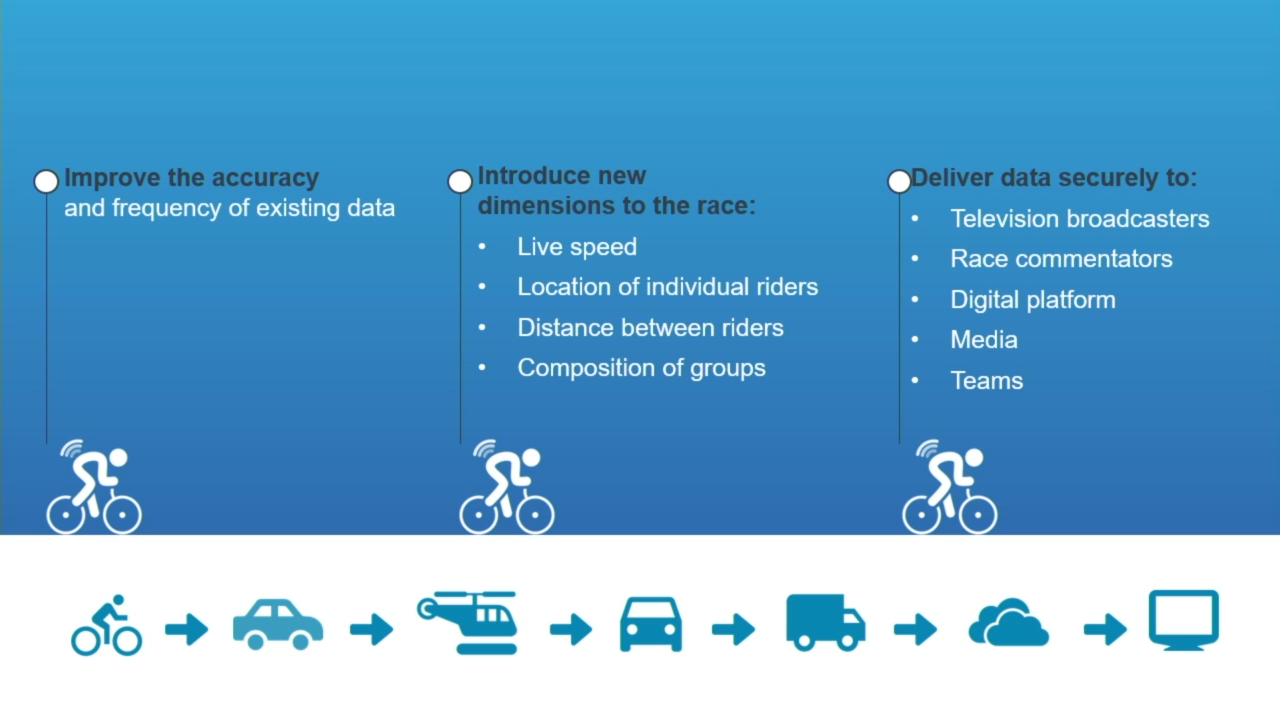 Improve the accuracy
and frequency of existing data
Introduce new
dimensions to the race:
• Live speed
• Location of individual riders
• Distance between riders
• Composition of groups
Deliver data securely to:
• Television broadcasters
• Race commentators
• Digital platform
• Media
• Teams